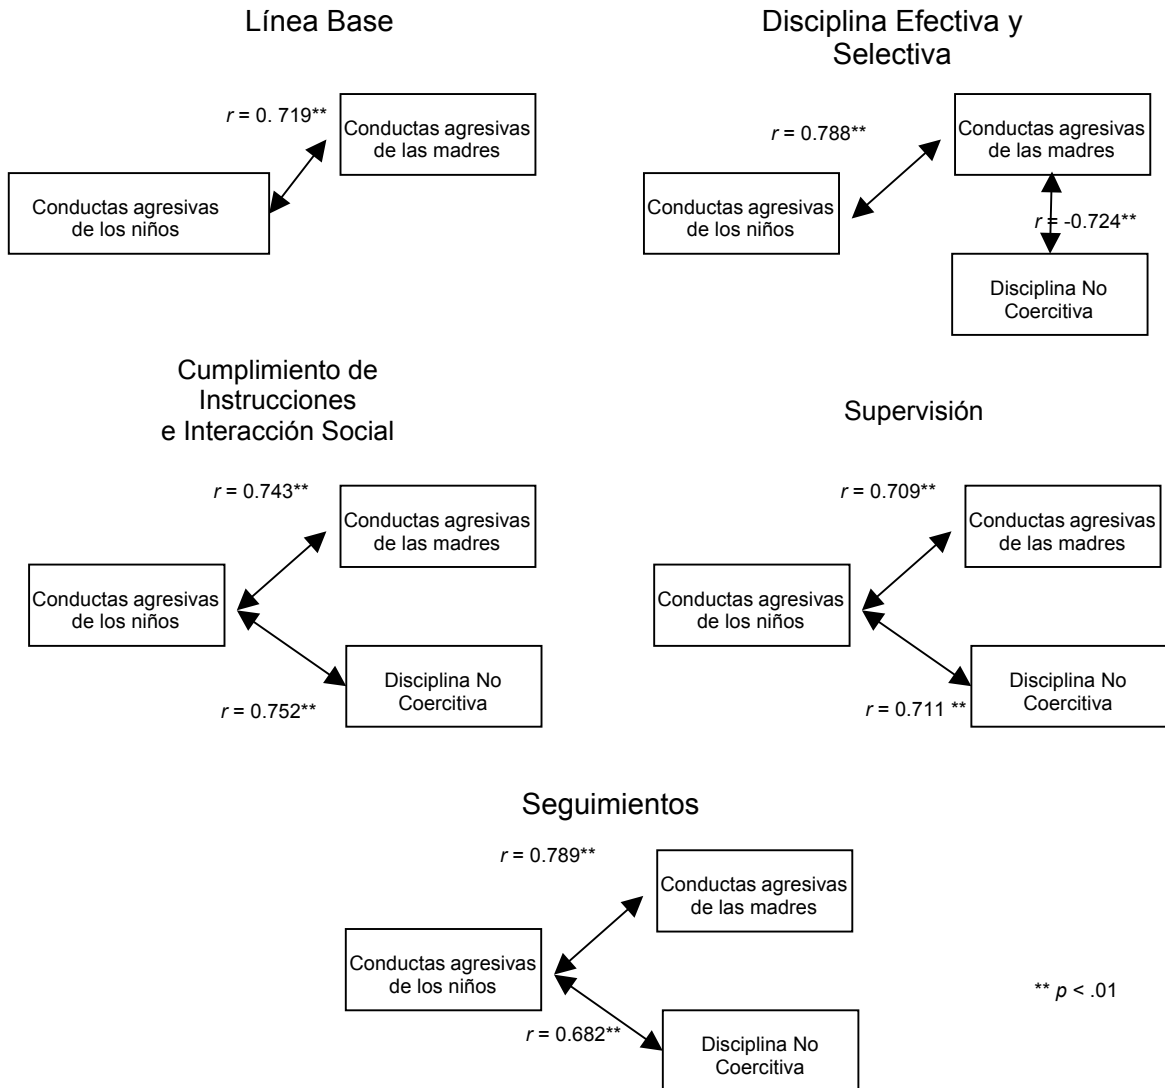 Línea Base
r = 0. 719**
Conductas agresivas
de las madres
Conductas agresivas
de los niños
Disciplina Efectiva y
Selectiva
r = 0.788**
Conductas agresivas
de las madres
Conductas agresivas
de los niños
r = -0.724**
Disciplina No
Coercitiva
Cumplimiento de
Instrucciones
e Interacción Social
r = 0.743**
Conductas agresivas
de las madres
Conductas agresivas
de los niños
Disciplina No
Coercitiva
r = 0.752**
Supervisión
r = 0.709**
Conductas agresivas
de las madres
Conductas agresivas
de los niños
Disciplina No
Coercitiva
r = 0.711 **
Seguimientos
r = 0.789**
Conductas agresivas
de las madres
Conductas agresivas
de los niños
r = 0.682**
Disciplina No
Coercitiva
** p < .01